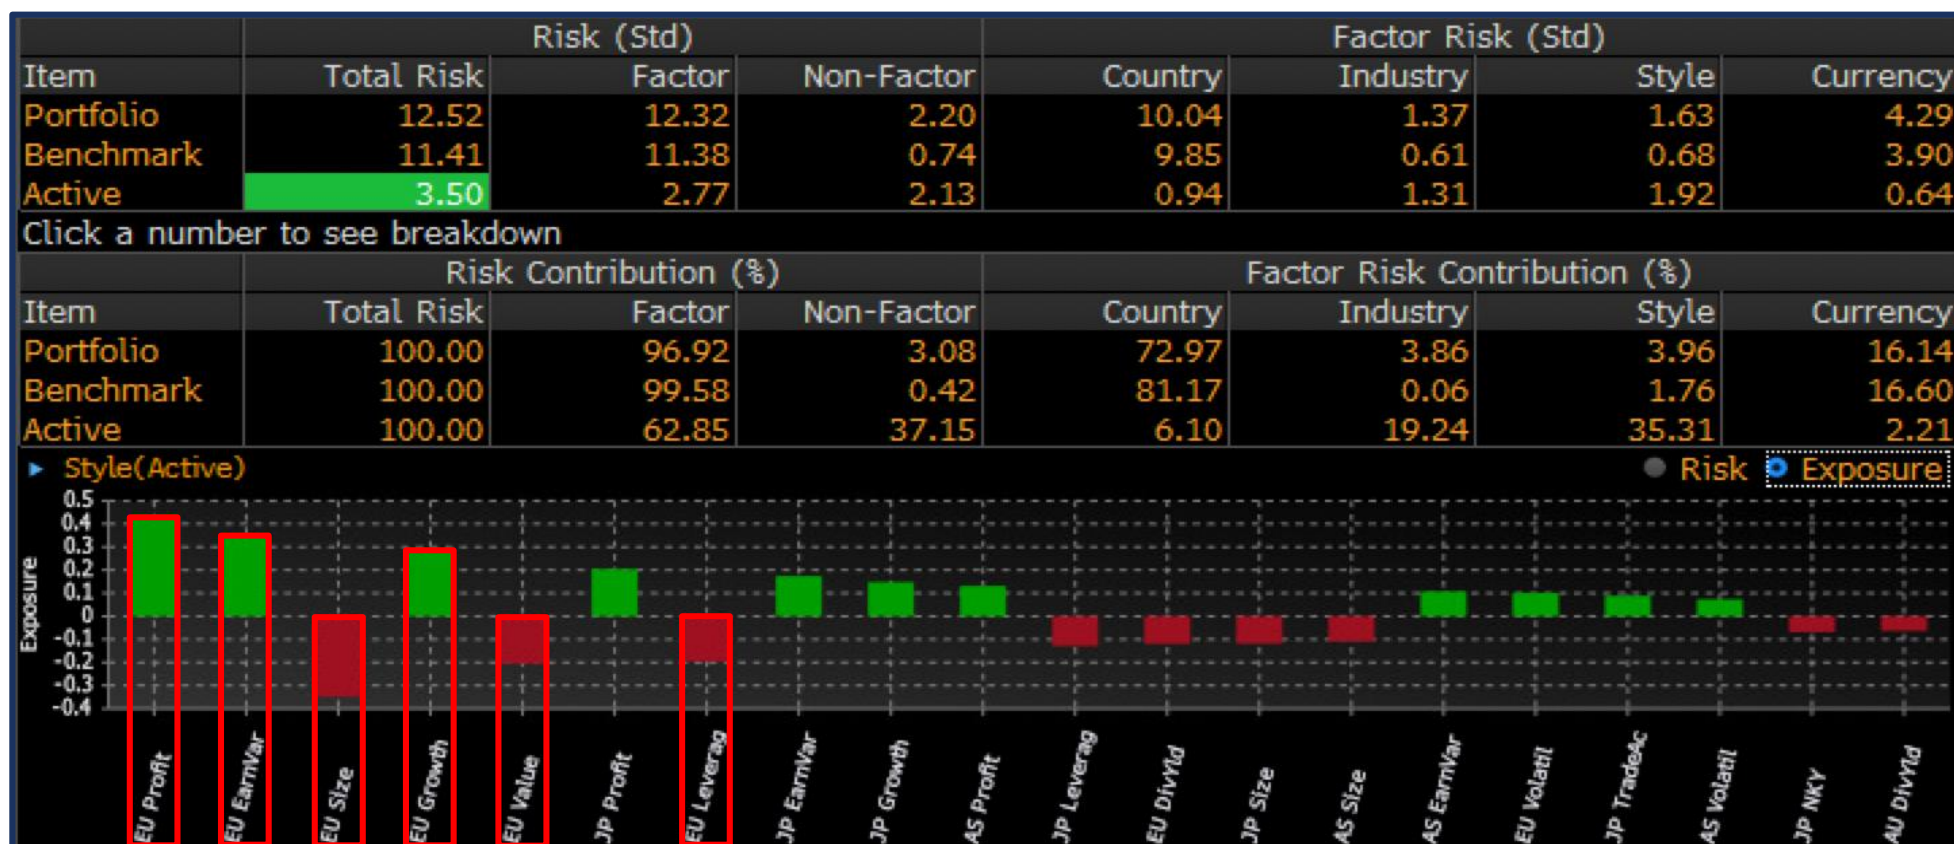 Risk (Std) Factor Risk (Std)
Item Total Risk Factor Non-Factor Country Industry Style Currency
Portfolio 12.52 12.32 2.20 10.04 1.37 1.63 4.29
Benchmark 11.41 11.38 0.74 9.85 0.61 0.68 3.90
Active 3.50 2.77 2.13 0.94 1.31 1.92 0.64
Click a number to see breakdown
Risk Contribution (%) Factor Risk Contribution (%)
Item Total Risk Factor Non-Factor Country Industry Style Currency
Portfolio 100.00 96.92 3.08 72.97 3.86 3.96 16.14
Benchmark 100.00 99.58 0.42 81.17 0.06 1.76 16.60
Active 100.00 62.85 37.15 6.10 19.24 35.31 2.21
Style(Active) Risk Exposure
0.5
0.4
0.3
0.2
0.1
0
-0.1
-0.2
-0.3
-0.4
Exposure
EU Profit
EU EarnVar
EU Size
EU Growth
EU Value
JP Profit
EU Leverag
JP EarnVar
JP Growth
AS Profit
JP Leverag
EU DivYld
JP Size
AS Size
AS EarnVar
EU Volatil
JP TradeAc
AS Volatil
JP NKY
AU DivYld